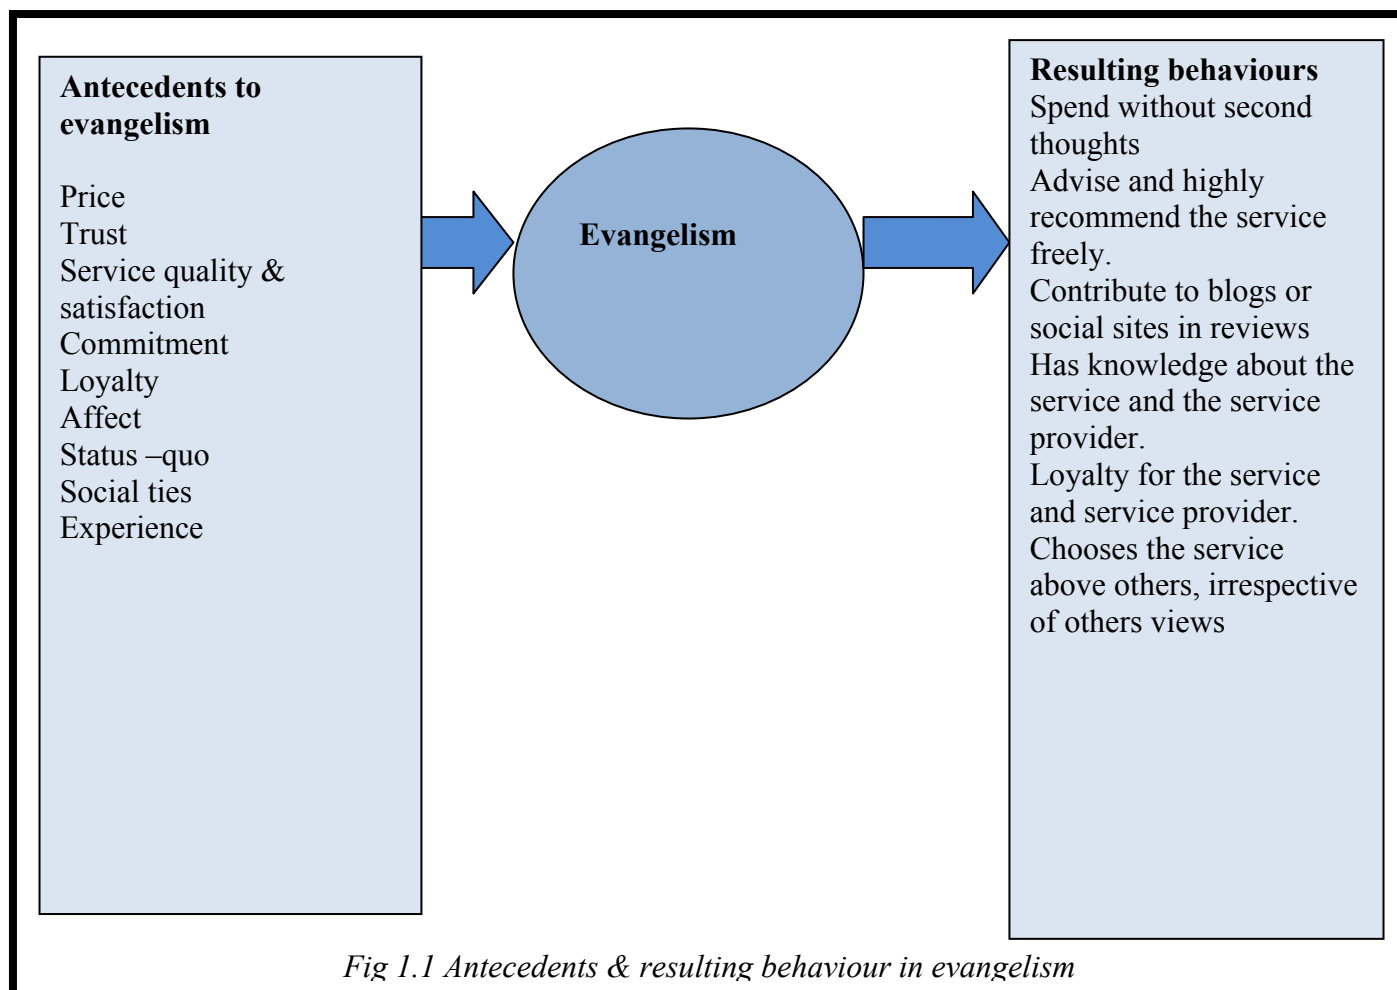 Antecedents to
evangelism
Price
Trust
Service quality &
satisfaction
Commitment
Loyalty
Affect
Status –quo
Social ties
Experience
Evangelism
Resulting behaviours
Spend without second
thoughts
Advise and highly
recommend the service
freely.
Contribute to blogs or
social sites in reviews
Has knowledge about the
service and the service
provider.
Loyalty for the service
and service provider.
Chooses the service
above others, irrespective
of others views
Fig 1.1 Antecedents & resulting behaviour in evangelism